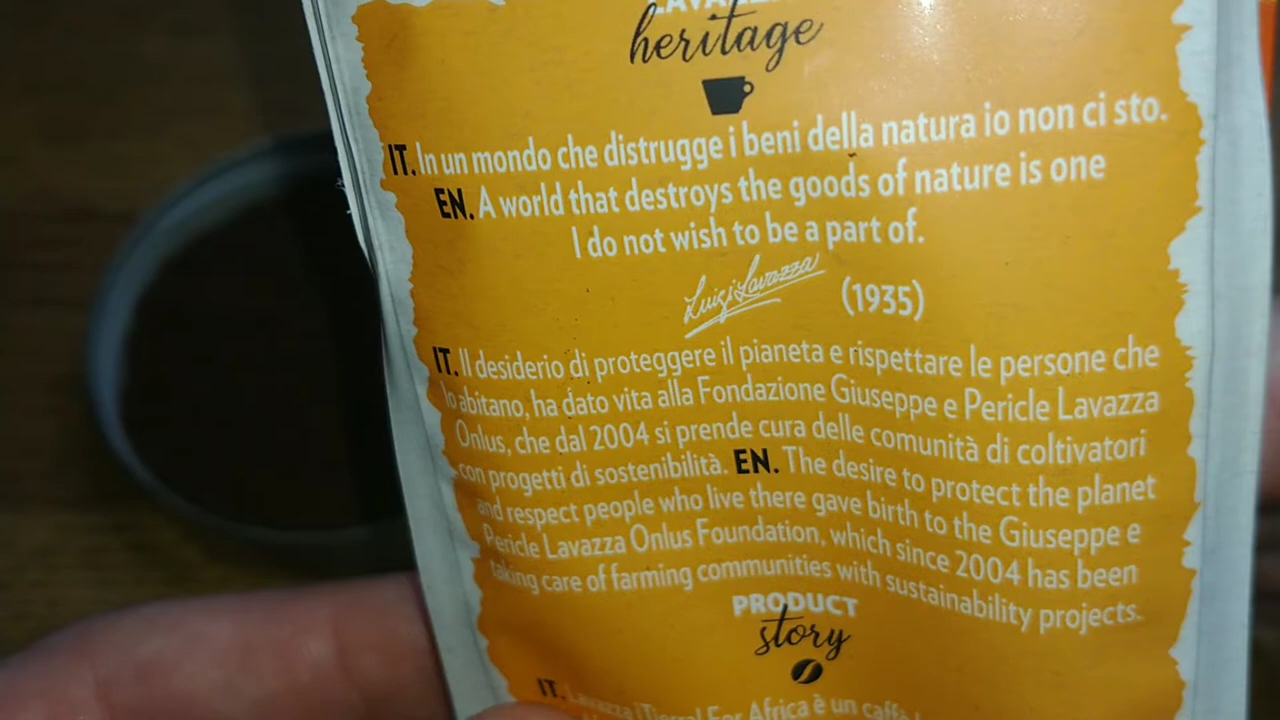 LAVAZZA
heritage
IT. In un mondo che distrugge i beni della natura io non ci sto.
EN. A world that destroys the goods of nature is one
I do not wish to be a part of.
Luigi Lavazza (1935)
IT. Il desiderio di proteggere il pianeta e rispettare le persone che
lo abitano, ha dato vita alla Fondazione Giuseppe e Pericle Lavazza
Onlus, che dal 2004 si prende cura delle comunità di coltivatori
con progetti di sostenibilità. EN. The desire to protect the planet
and respect people who live there gave birth to the Giuseppe e
Pericle Lavazza Onlus Foundation, which since 2004 has been
taking care of farming communities with sustainability projects.
PRODUCT
story
IT. Lavazza ¡Tierra! For Africa è un caffè